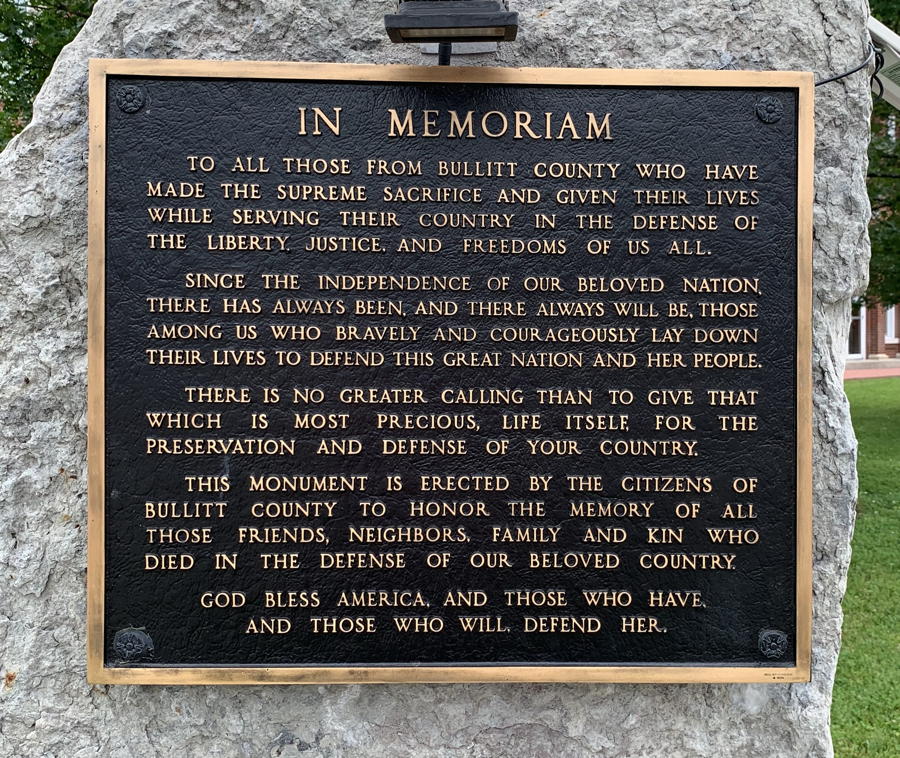 IN MEMORIAM
TO ALL THOSE FROM BULLITT COUNTY WHO HAVE
MADE THE SUPREME SACRIFICE AND GIVEN THEIR LIVES
WHILE SERVING THEIR COUNTRY IN THE DEFENSE OF
THE LIBERTY, JUSTICE, AND FREEDOMS OF US ALL.
SINCE THE INDEPENDENCE OF OUR BELOVED NATION,
THERE HAS ALWAYS BEEN, AND THERE ALWAYS WILL BE, THOSE
AMONG US WHO BRAVELY AND COURAGEOUSLY LAY DOWN
THEIR LIVES TO DEFEND THIS GREAT NATION AND HER PEOPLE.
THERE IS NO GREATER CALLING THAN TO GIVE THAT
WHICH IS MOST PRECIOUS, LIFE ITSELF, FOR THE
PRESERVATION AND DEFENSE OF YOUR COUNTRY.
THIS MONUMENT IS ERECTED BY THE CITIZENS OF
BULLITT COUNTY TO HONOR THE MEMORY OF ALL
THOSE FRIENDS, NEIGHBORS, FAMILY AND KIN WHO
DIED IN THE DEFENSE OF OUR BELOVED COUNTRY.
GOD BLESS AMERICA, AND THOSE WHO HAVE,
AND THOSE WHO WILL, DEFEND HER.